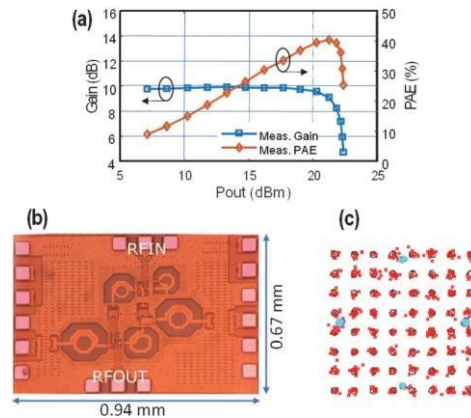 (a)
16
14
12
10
8
6
4
Gain (dB)
50
40
30
20
10
0
PAE (%)
Meas. Gain
Meas. PAE
5
10
15
20
25
Pout (dBm)
(b)
(c)
RFIN
RFOUT
0.67 mm
0.94 mm